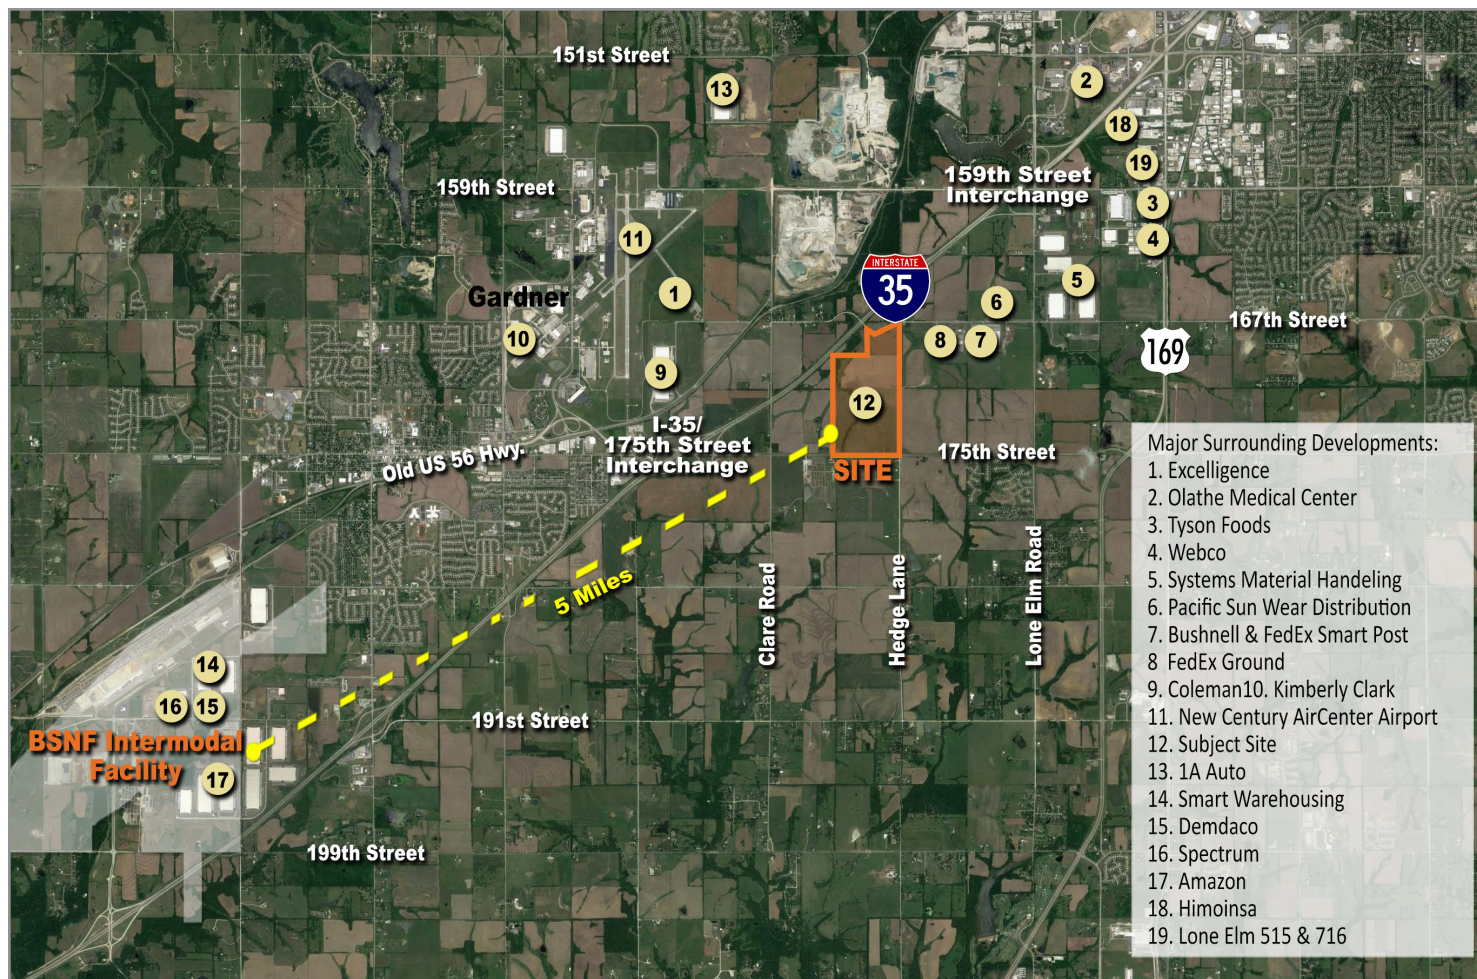 151st Street
13
2
18
159th Street
159th Street
Interchange
19
3
11
4
INTERSTATE
35
5
Gardner
1
6
167th Street
10
8
7
169
9
12
I-35/
175th Street
Interchange
Old US 56 Hwy.
SITE
175th Street
5 Miles
Clare Road
Hedge Lane
Lone Elm Road
14
16
15
191st Street
BSNF Intermodal
Facility
17
199th Street
Major Surrounding Developments:
1. Excelligence
2. Olathe Medical Center
3. Tyson Foods
4. Webco
5. Systems Material Handeling
6. Pacific Sun Wear Distribution
7. Bushnell & FedEx Smart Post
8  FedEx Ground
9. Coleman10. Kimberly Clark
11. New Century AirCenter Airport
12. Subject Site
13. 1A Auto
14. Smart Warehousing
15. Demdaco
16. Spectrum
17. Amazon
18. Himoinsa
19. Lone Elm 515 & 716